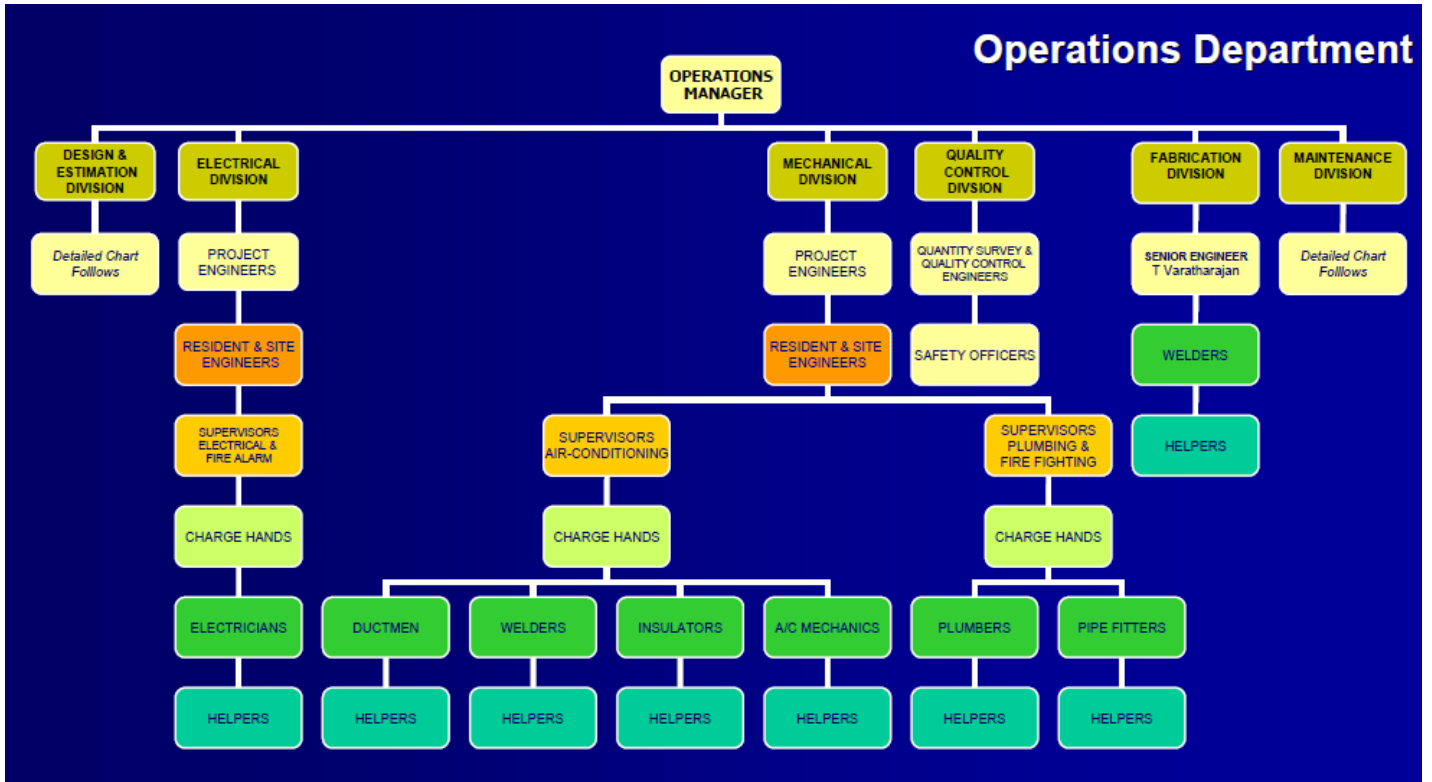 Operations Department
OPERATIONS
MANAGER
DESIGN &
ESTIMATION
DIVISION
ELECTRICAL
DIVISION
MECHANICAL
DIVISION
QUALITY
CONTROL
DIVSION
FABRICATION
DIVISION
MAINTENANCE
DIVISION
Detailed Chart
Folllows
PROJECT
ENGINEERS
PROJECT
ENGINEERS
QUANTITY SURVEY &
QUALITY CONTROL
ENGINEERS
SENIOR ENGINEER
T Varatharajan
Detailed Chart
Folllows
RESIDENT & SITE
ENGINEERS
RESIDENT & SITE
ENGINEERS
SAFETY OFFICERS
WELDERS
SUPERVISORS
ELECTRICAL &
FIRE ALARM
SUPERVISORS
AIR-CONDITIONING
SUPERVISORS
PLUMBING &
FIRE FIGHTING
HELPERS
CHARGE HANDS
CHARGE HANDS
CHARGE HANDS
ELECTRICIANS
DUCTMEN
WELDERS
INSULATORS
A/C MECHANICS
PLUMBERS
PIPE FITTERS
HELPERS
HELPERS
HELPERS
HELPERS
HELPERS
HELPERS
HELPERS